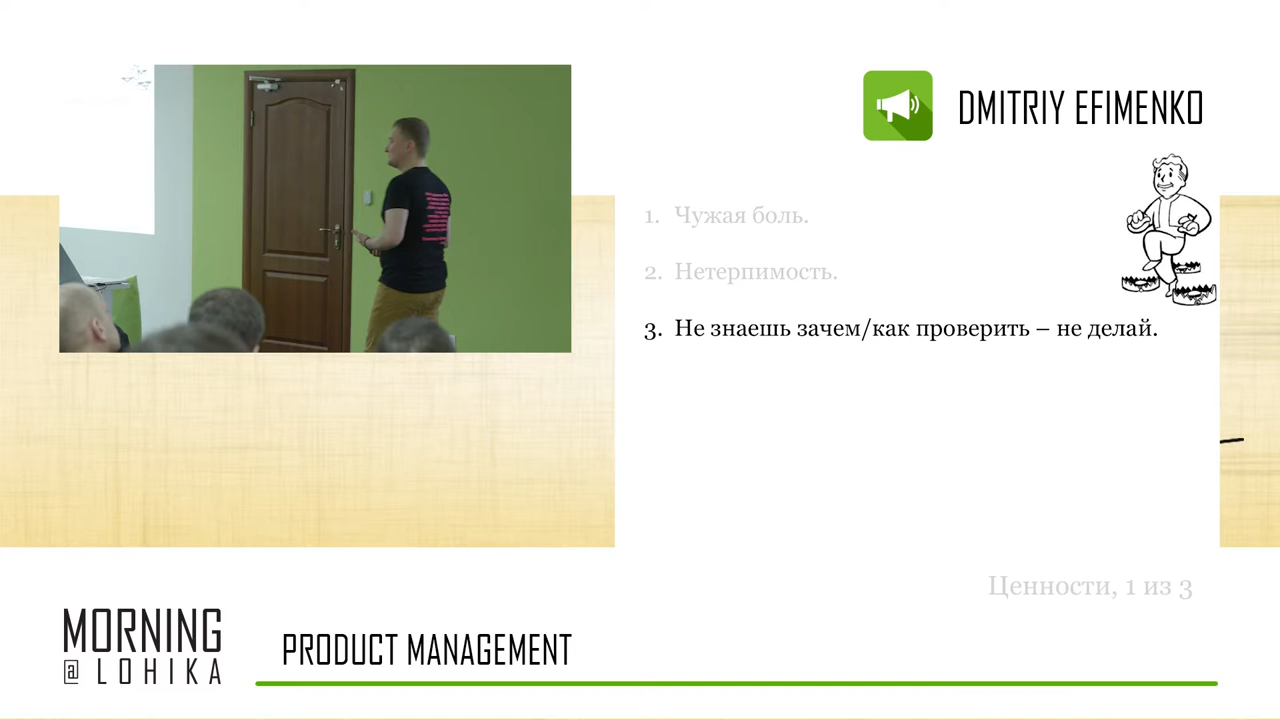 DMITRIY EFIMENKO
1. Чужая боль.
2. Нетерпимость.
3. Не знаешь зачем/как проверить – не делай.
Ценности, 1 из 3
MORNING
@ LOHIKA
PRODUCT MANAGEMENT